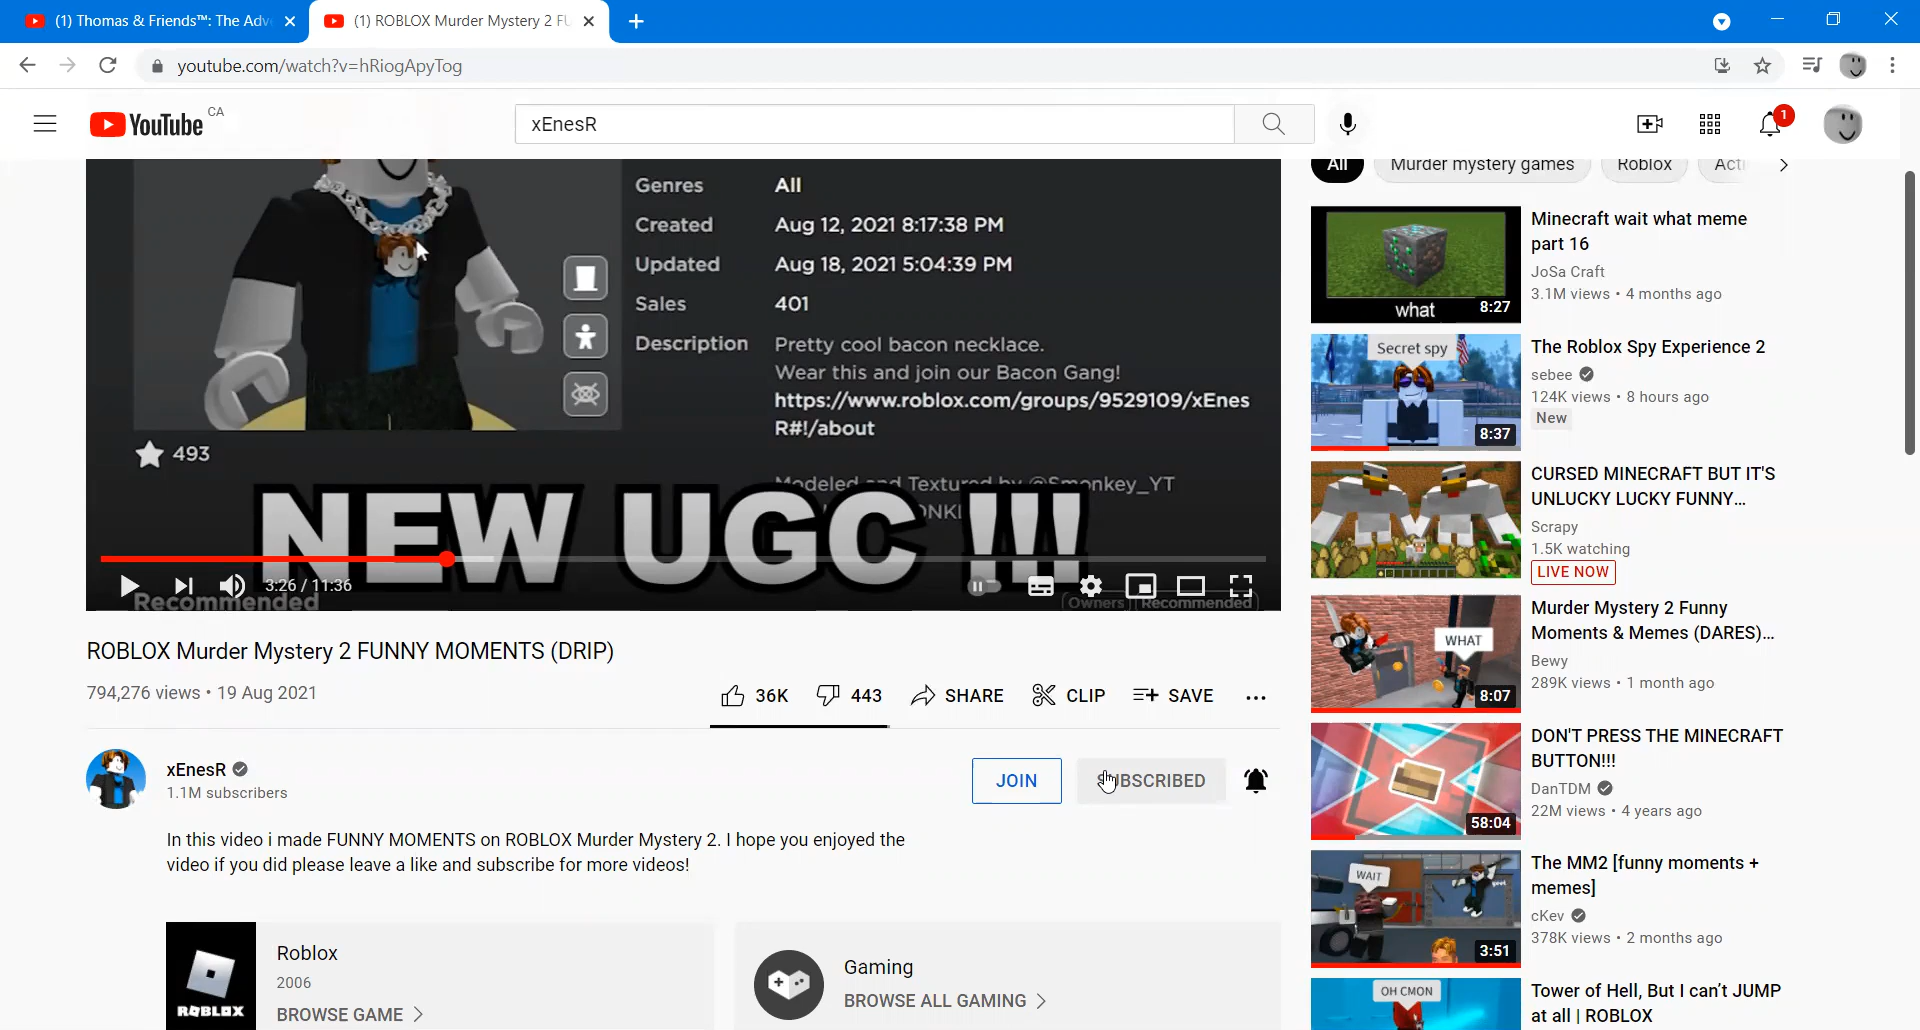 (1) Thomas & Friends™: The Adv
(1) ROBLOX Murder Mystery 2 FU
youtube.com/watch?v=hRiogApyTog
YouTube CA
xEnesR
1
Genres All
Created Aug 12, 2021 8:17:38 PM
Updated Aug 18, 2021 5:04:39 PM
Sales 401
Description Pretty cool bacon necklace.
Wear this and join our Bacon Gang!
https://www.roblox.com/groups/9529109/xEnes
R#!/about
493
Modeled and Textured by @Smonkey_YT
NEW UGC !!!
3:26 / 11:36
Recommended
Owners Recommended
ROBLOX Murder Mystery 2 FUNNY MOMENTS (DRIP)
794,276 views • 19 Aug 2021
36K 443 SHARE CLIP SAVE
xEnesR
1.1M subscribers
JOIN SUBSCRIBED
In this video i made FUNNY MOMENTS on ROBLOX Murder Mystery 2. I hope you enjoyed the
video if you did please leave a like and subscribe for more videos!
ROBLOX
Roblox
2006
BROWSE GAME
Gaming
BROWSE ALL GAMING
All Murder mystery games Roblox Acti
what
8:27
Minecraft wait what meme
part 16
JoSa Craft
3.1M views • 4 months ago
Secret spy
8:37
The Roblox Spy Experience 2
sebee
124K views • 8 hours ago
New
CURSED MINECRAFT BUT IT'S
UNLUCKY LUCKY FUNNY...
Scrapy
1.5K watching
LIVE NOW
WHAT
8:07
Murder Mystery 2 Funny
Moments & Memes (DARES)...
Bewy
289K views • 1 month ago
58:04
DON'T PRESS THE MINECRAFT
BUTTON!!!
DanTDM
22M views • 4 years ago
WAIT
3:51
The MM2 [funny moments +
memes]
cKev
378K views • 2 months ago
OH CMON
Tower of Hell, But I can't JUMP
at all | ROBLOX